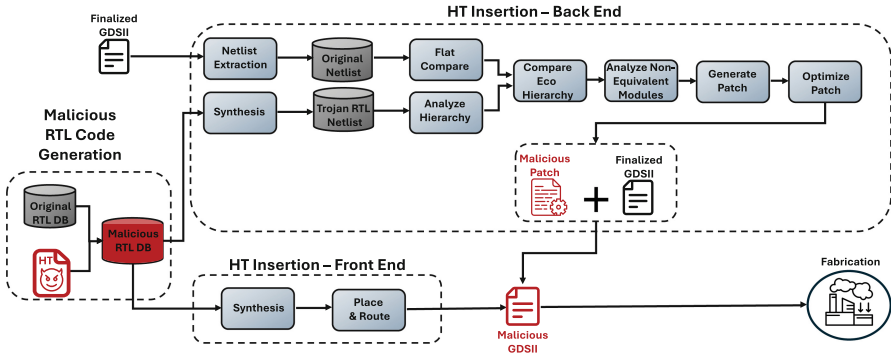 Finalized
GDSII
HT Insertion – Back End
Netlist
Extraction
Original
Netlist
Flat
Compare
Compare
Eco
Hierarchy
Analyze Non-
Equivalent
Modules
Generate
Patch
Optimize
Patch
Synthesis
Trojan RTL
Netlist
Analyze
Hierarchy
Malicious
RTL Code
Generation
Malicious
Patch
Finalized
GDSII
Original
RTL DB
Malicious
RTL DB
HT
HT Insertion – Front End
Synthesis
Place
& Route
Malicious
GDSII
Fabrication